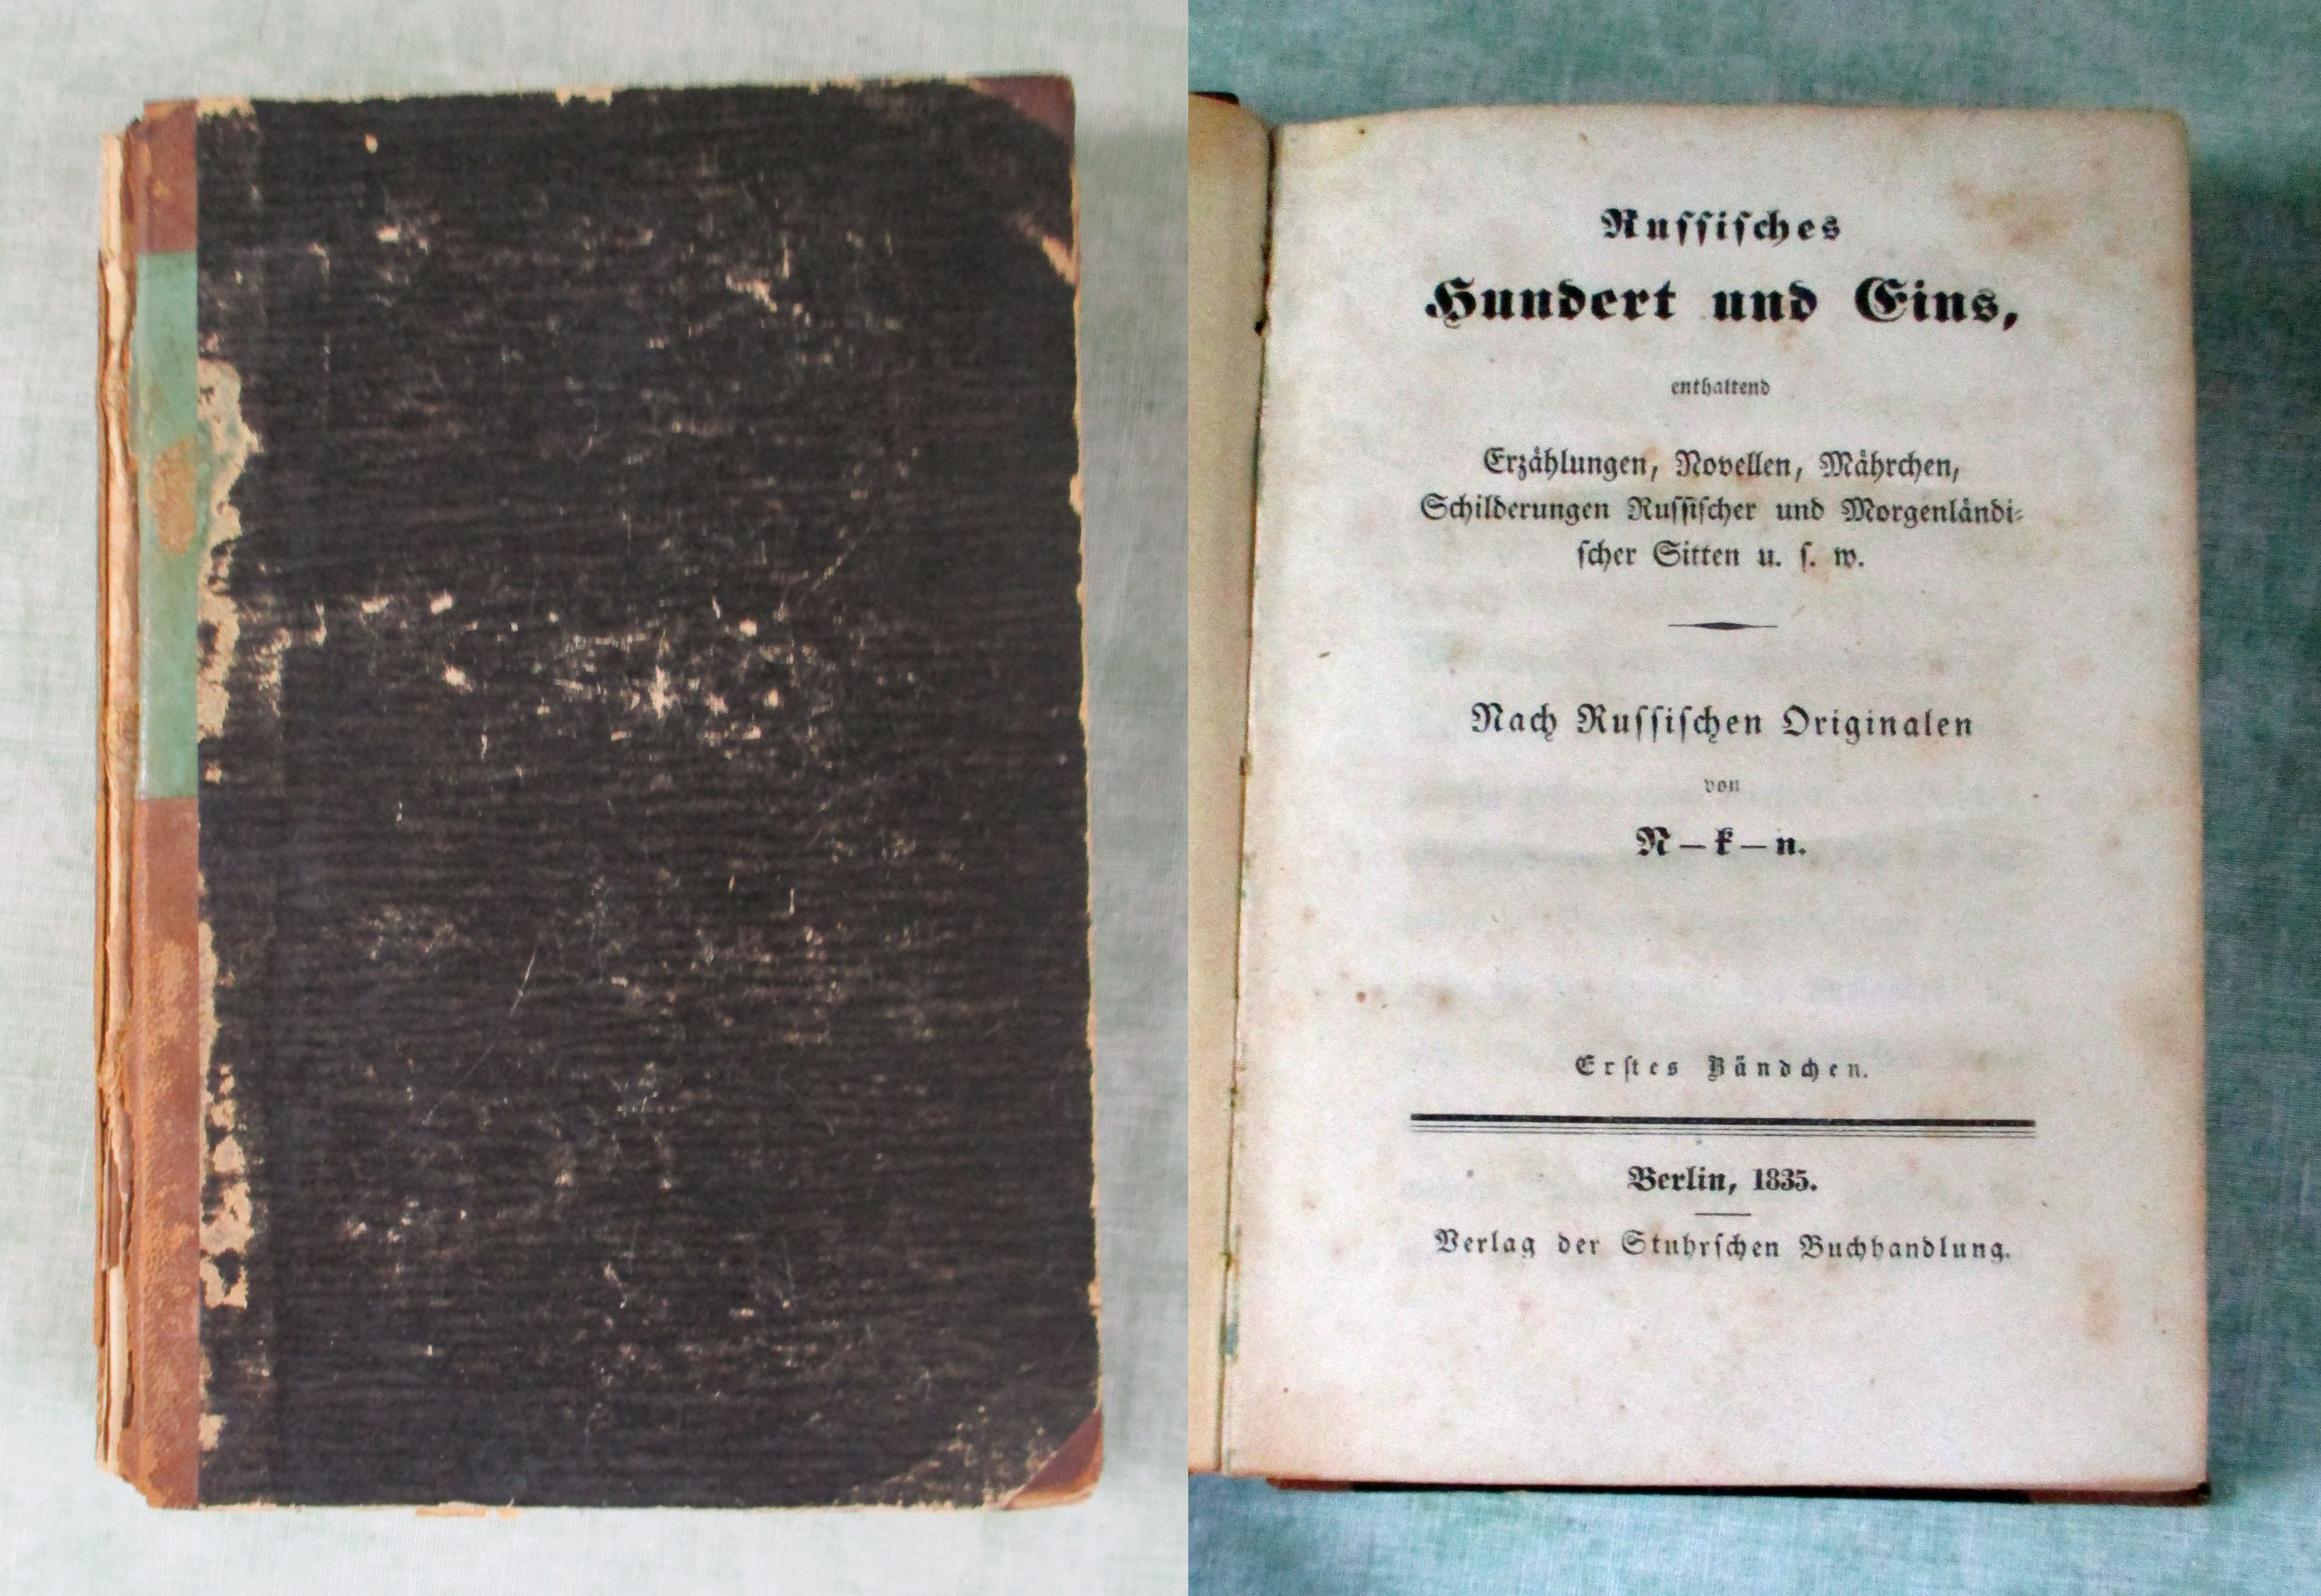 Russisches
Hundert und Eins,
enthaltend
Erzählungen, Novellen, Mährchen,
Schilderungen Russischer und Morgenländi-
scher Sitten u. s. w.
Nach Russischen Originalen
von
N—k—n.
Erstes Bändchen.
Berlin, 1835.
Verlag der Stuhrschen Buchhandlung.